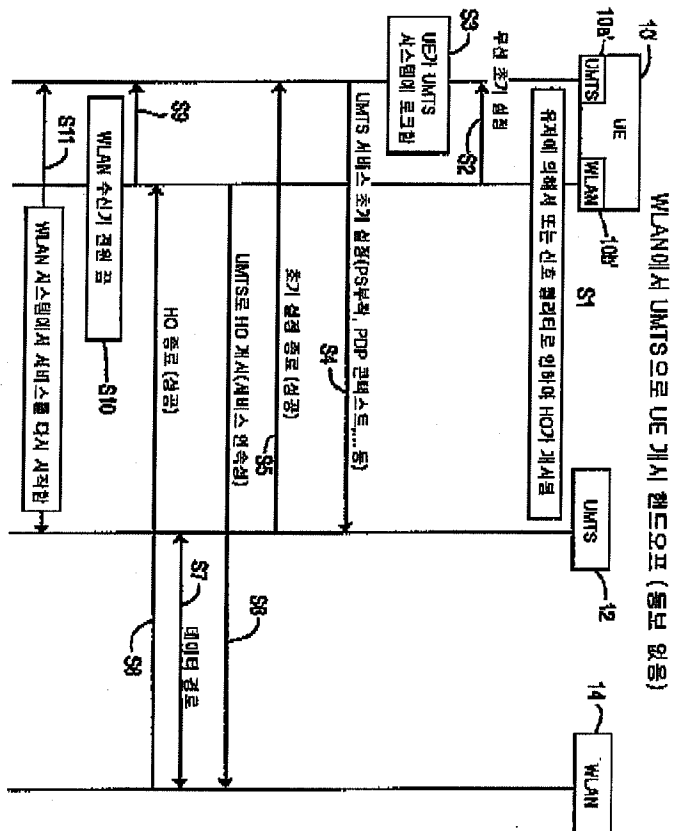 WLAN에서 UMTS으로 UE 개시 핸드오프 (통보 없음)
10'
UE
UMTS
WLAN
10a'
10b'
UMTS
12
14
WLAN
S1
유저에 의해서 또는 신호 퀄리티로 인하여 HO가 개시됨
무선 초기 설정
S2
S3
UE가 UMTS
시스템에 로크함
UMTS 서비스 초기 설정(PS부착, PDP 콘텍스트,... 등)
S4
초기 설정 종료 (성공)
S5
UMTS로 HO 개시(서비스 연속성)
S6
S7
데이터 경로
HO 종료 (성공)
S8
S9
WLAN 수신기 전원 끔
S10
S11
WLAN 시스템에서 서비스를 다시 시작함